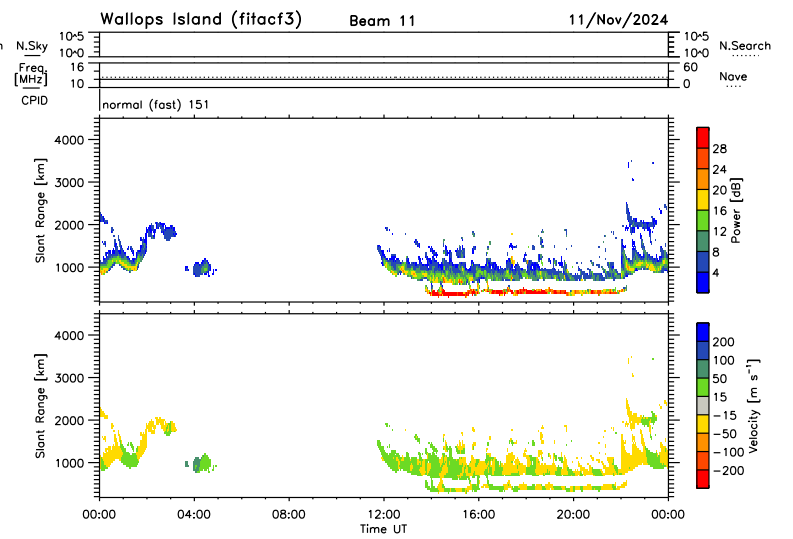 Wallops Island (fitacf3) Beam 11 11/Nov/2024
N.Sky 10^5 10^0 10^5 10^0 N.Search
Freq. [MHz] 16 10 60 0 Nave
CPID normal (fast) 151
Slant Range [km]
4000
3000
2000
1000
28
24
20
16
12
8
4
Power [dB]
Slant Range [km]
4000
3000
2000
1000
200
100
50
15
-15
-50
-100
-200
Velocity [m s⁻¹]
00:00 04:00 08:00 12:00 16:00 20:00 00:00
Time UT